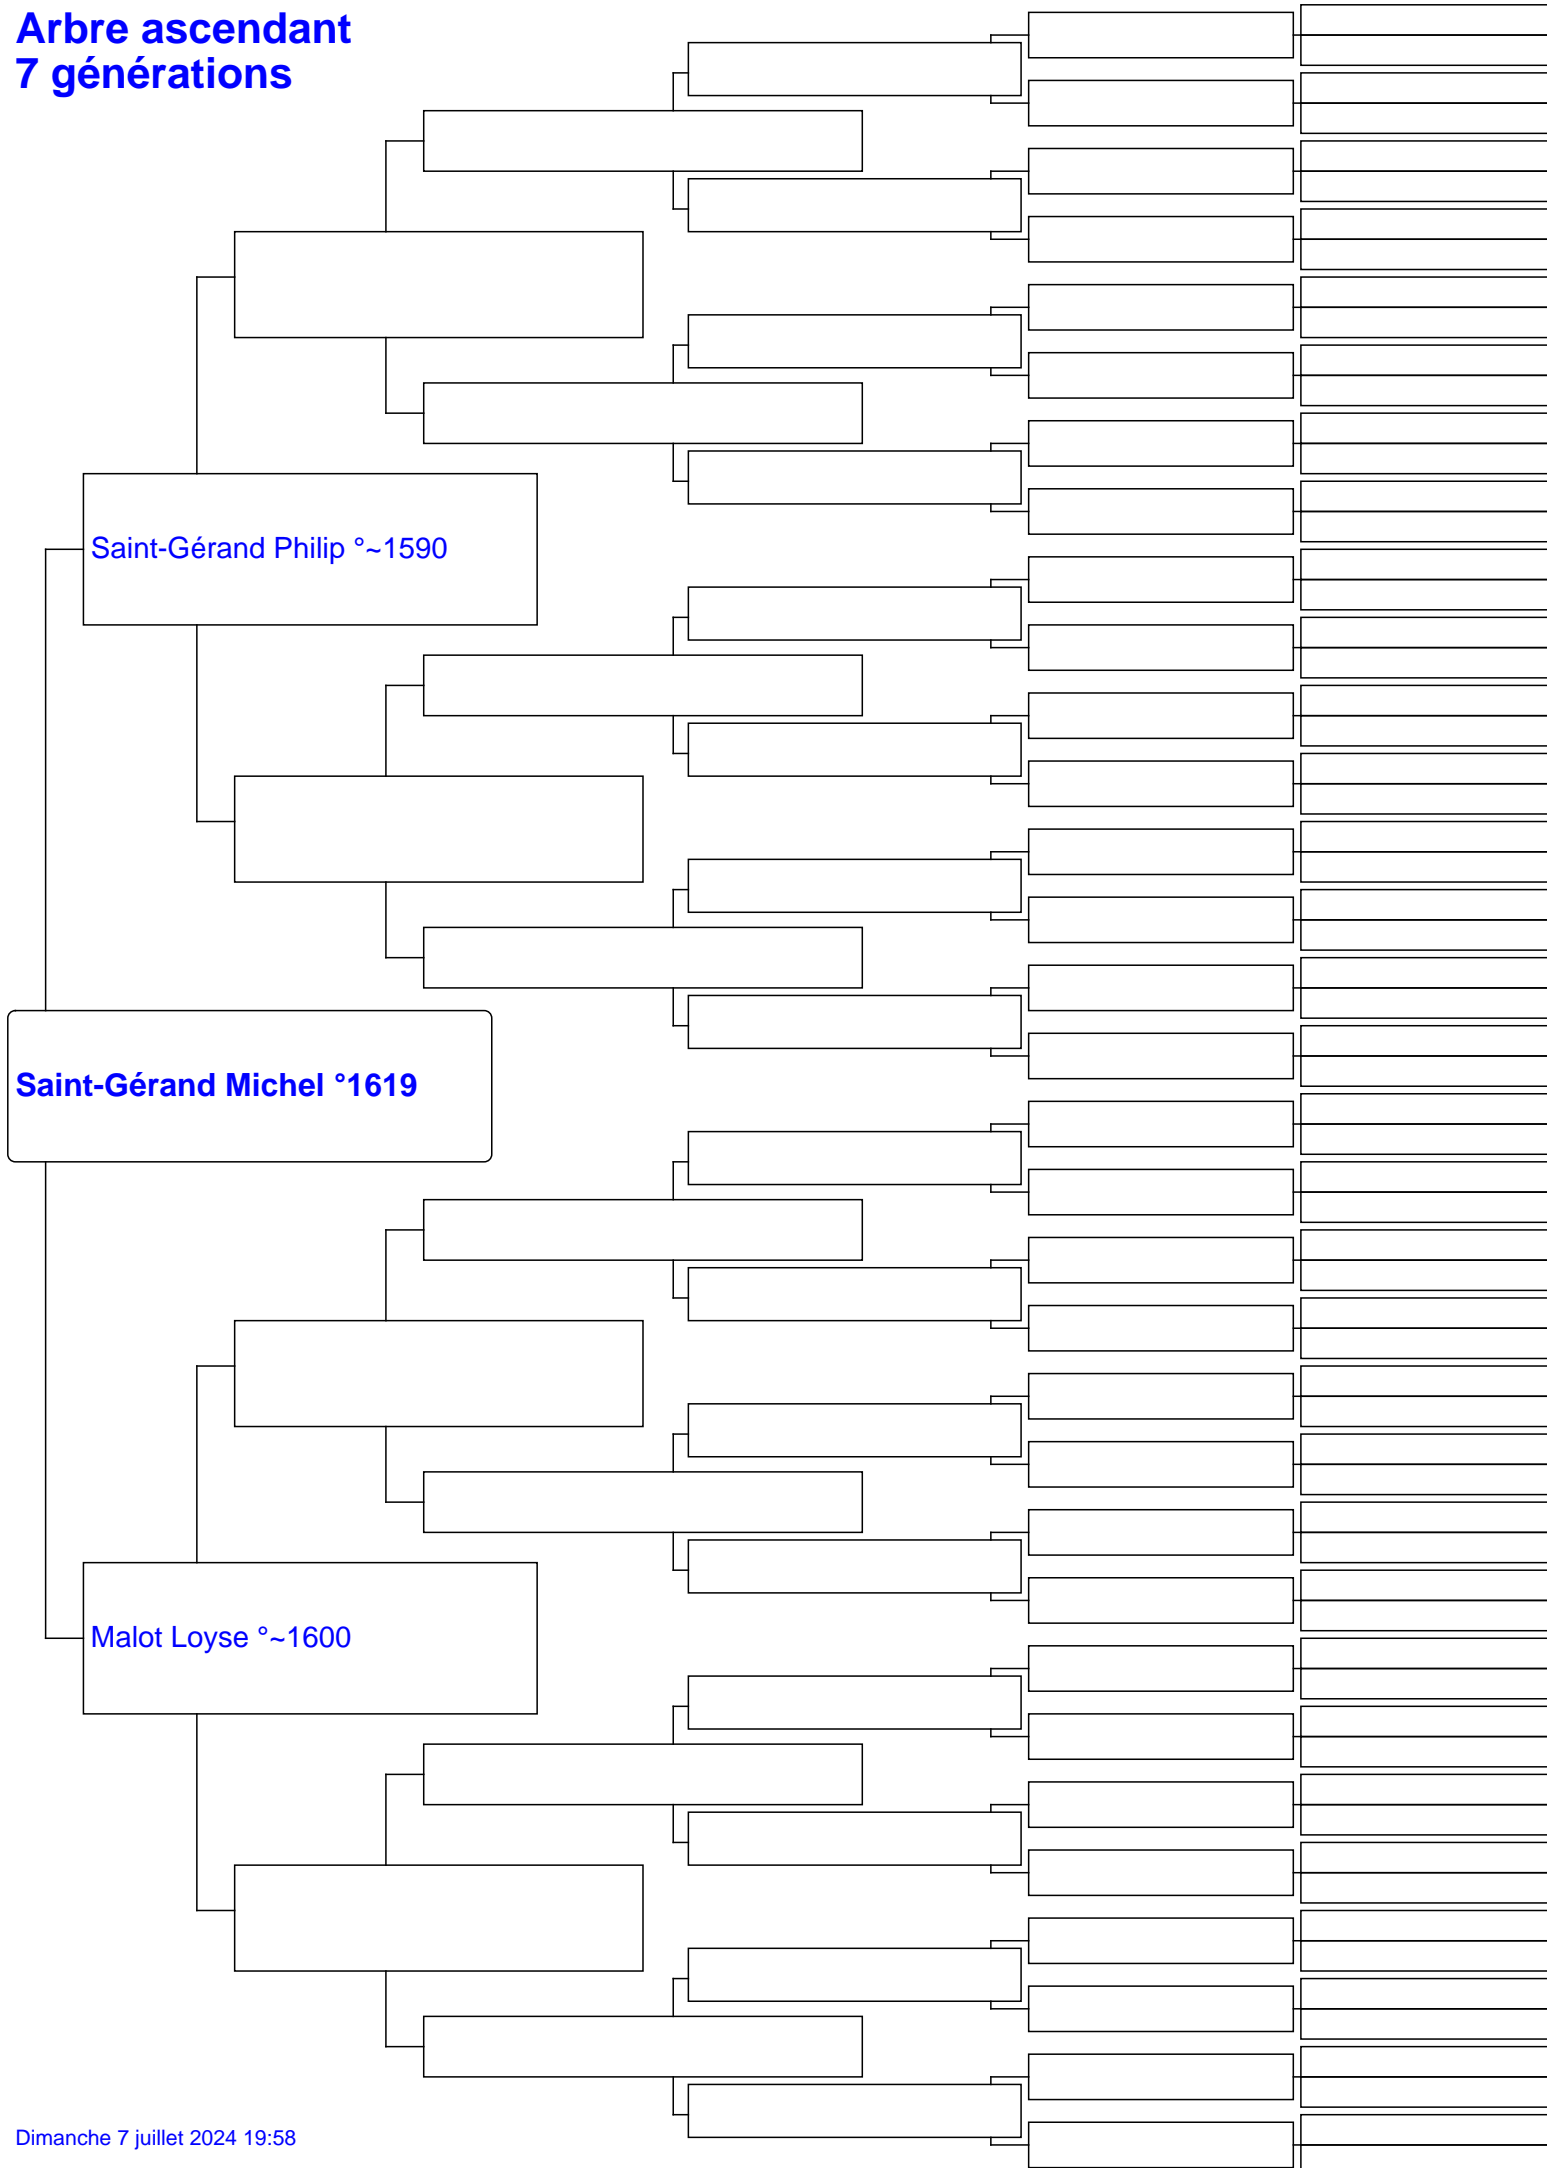 Arbre ascendant
7 générations
Saint-Gérand Philip °~1590
Saint-Gérand Michel °1619
Malot Loyse °~1600
Dimanche 7 juillet 2024 19:58